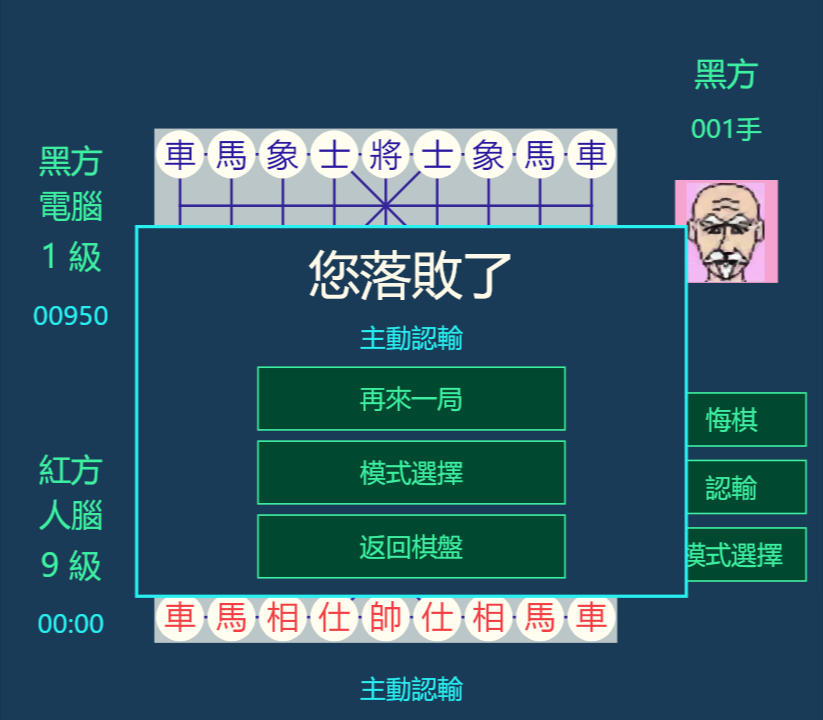 黑方
001手
車馬象士將士象馬車
黑方
電腦
1 級
00950
您落敗了
主動認輸
再來一局
模式選擇
返回棋盤
悔棋
認輸
模式選擇
紅方
人腦
9 級
00:00
車馬相仕帥仕相馬車
主動認輸